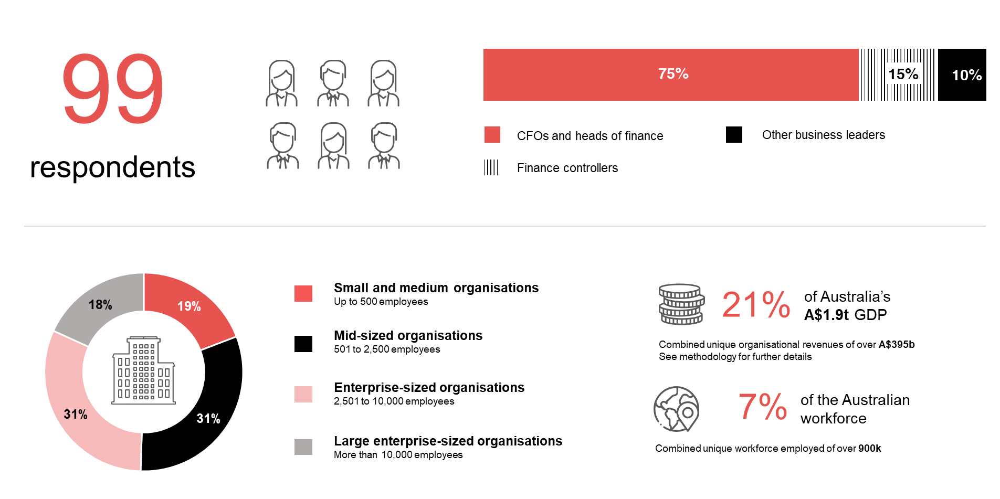 99
respondents
75%
15%
10%
CFOs and heads of finance
Other business leaders
Finance controllers
18%
19%
31%
31%
Small and medium organisations
Up to 500 employees
Mid-sized organisations
501 to 2,500 employees
Enterprise-sized organisations
2,501 to 10,000 employees
Large enterprise-sized organisations
More than 10,000 employees
21%
of Australia’s
A$1.9t GDP
Combined unique organisational revenues of over A$395b
See methodology for further details
7%
of the Australian
workforce
Combined unique workforce employed of over 900k